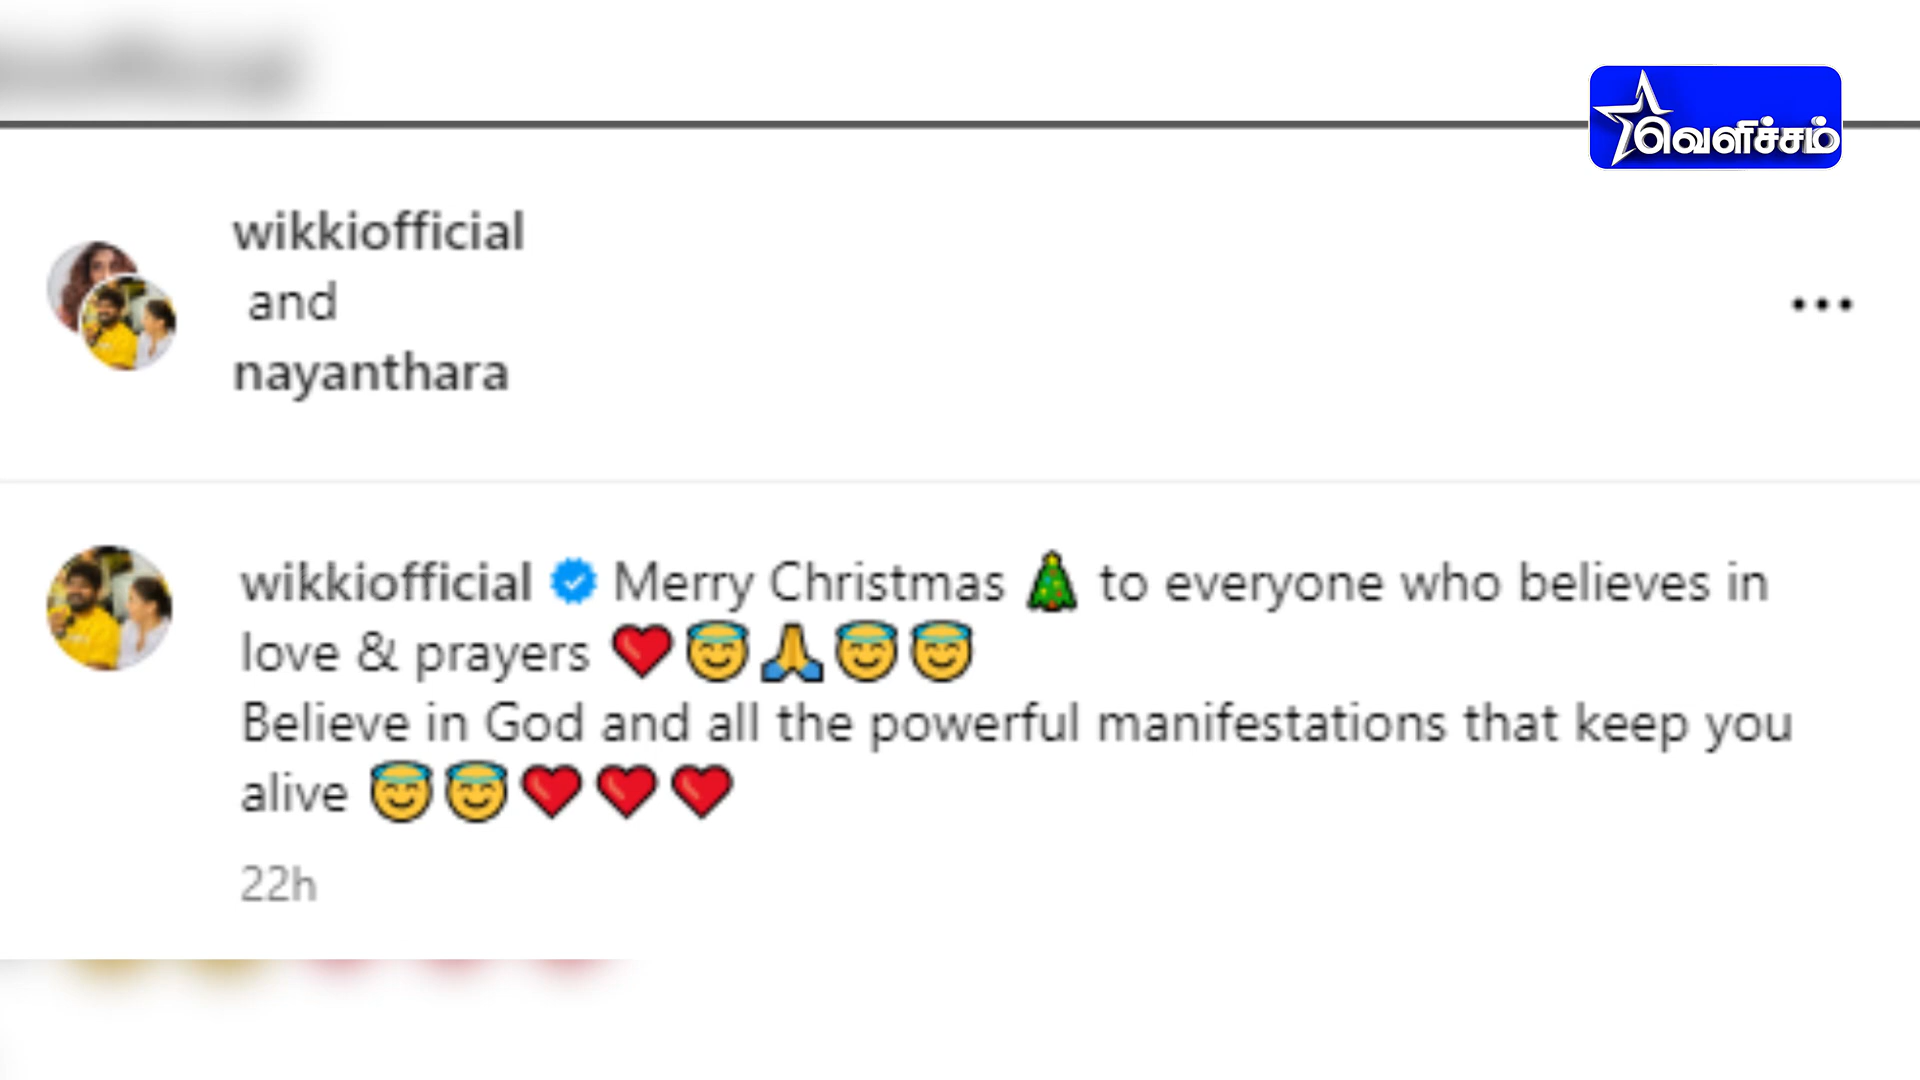 வெளிச்சம்
wikkiofficial
and
nayanthara
wikkiofficial Merry Christmas 🎄 to everyone who believes in
love & prayers ❤️😇🙏😇😇
Believe in God and all the powerful manifestations that keep you
alive 😇😇❤️❤️❤️
22h